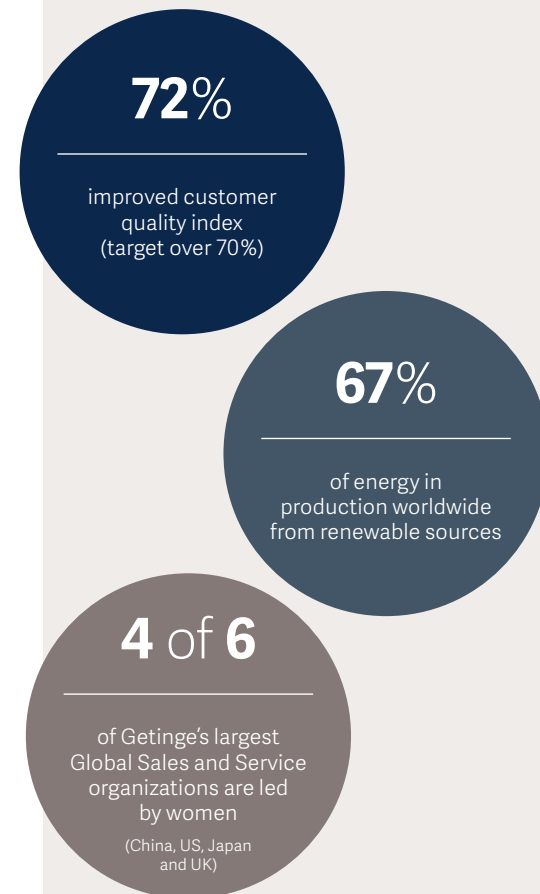 72%
improved customer
quality index
(target over 70%)
67%
of energy in
production worldwide
from renewable sources
4 of 6
of Getinge's largest
Global Sales and Service
organizations are led
by women
(China, US, Japan
and UK)